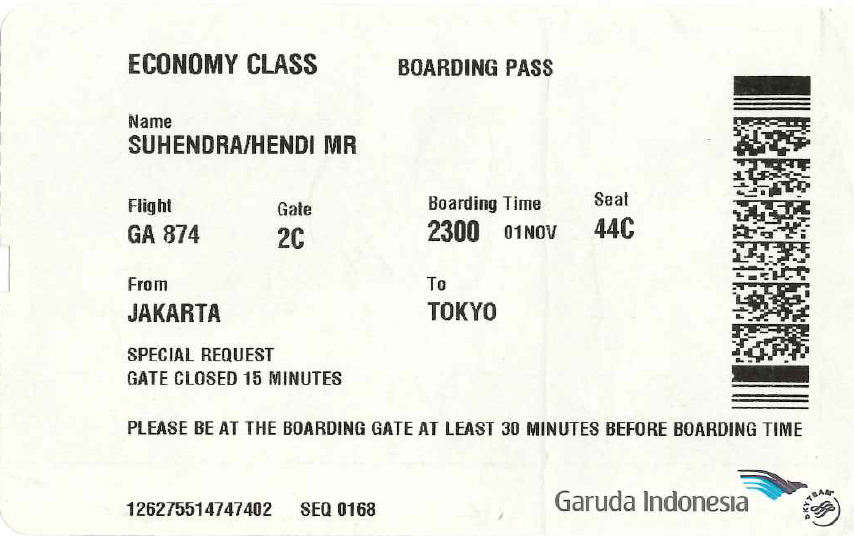 ECONOMY CLASS BOARDING PASS
Name
SUHENDRA/HENDI MR
Flight Gate Boarding Time Seat
GA 874 2C 2300 01NOV 44C
From To
JAKARTA TOKYO
SPECIAL REQUEST
GATE CLOSED 15 MINUTES
PLEASE BE AT THE BOARDING GATE AT LEAST 30 MINUTES BEFORE BOARDING TIME
126275514747402 SEQ 0168
Garuda Indonesia
SKYTEAM